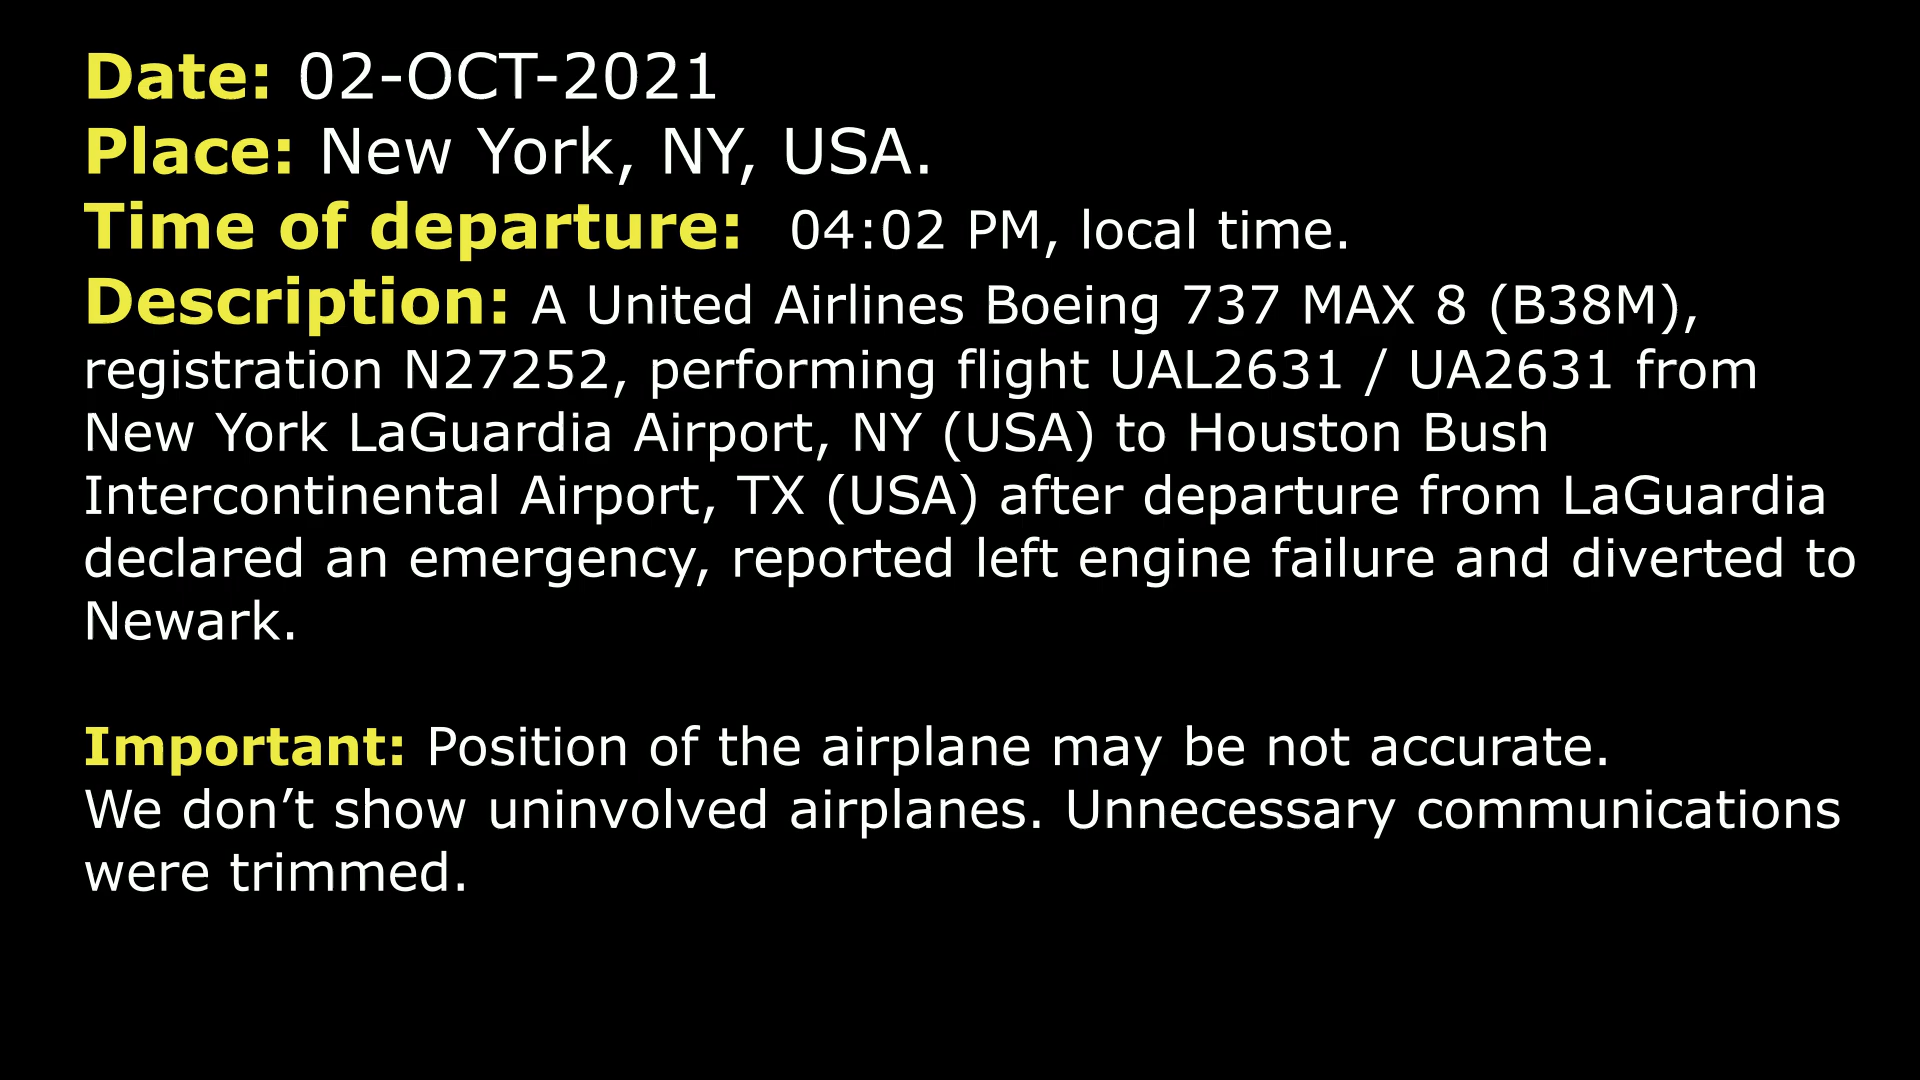 Date: 02-OCT-2021
Place: New York, NY, USA.
Time of departure: 04:02 PM, local time.
Description: A United Airlines Boeing 737 MAX 8 (B38M),
registration N27252, performing flight UAL2631 / UA2631 from
New York LaGuardia Airport, NY (USA) to Houston Bush
Intercontinental Airport, TX (USA) after departure from LaGuardia
declared an emergency, reported left engine failure and diverted to
Newark.
Important: Position of the airplane may be not accurate.
We don’t show uninvolved airplanes. Unnecessary communications
were trimmed.